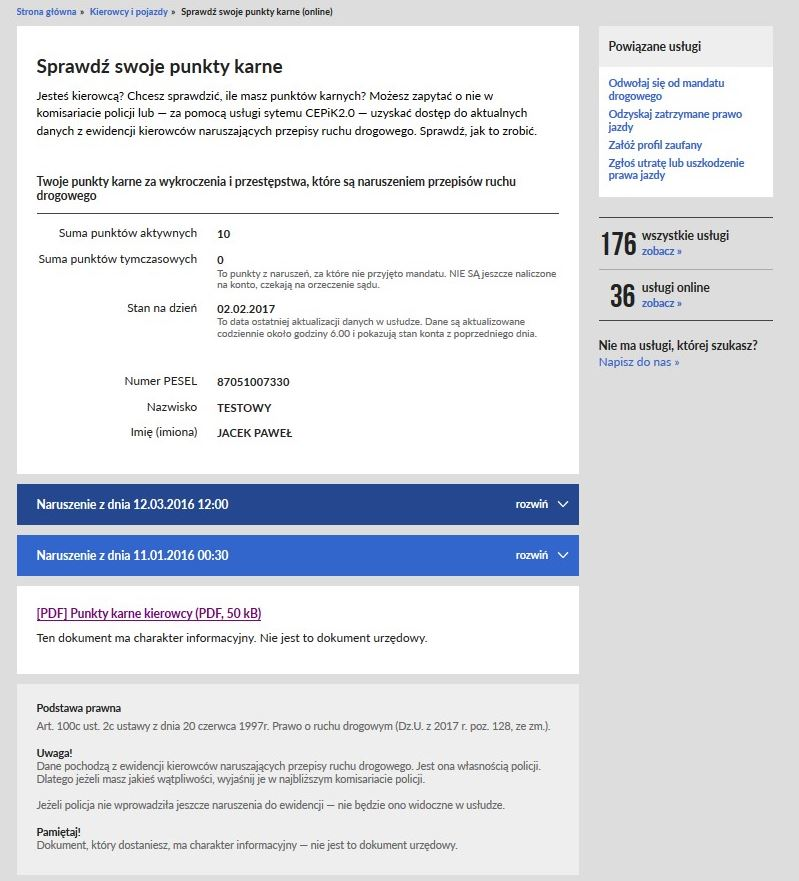 Strona główna » Kierowcy i pojazdy » Sprawdź swoje punkty karne (online)
Sprawdź swoje punkty karne
Jesteś kierowcą? Chcesz sprawdzić, ile masz punktów karnych? Możesz zapytać o nie w
komisariacie policji lub — za pomocą usługi sytemu CEPiK2.0 — uzyskać dostęp do aktualnych
danych z ewidencji kierowców naruszających przepisy ruchu drogowego. Sprawdź, jak to zrobić.
Twoje punkty karne za wykroczenia i przestępstwa, które są naruszeniem przepisów ruchu
drogowego
Suma punktów aktywnych 10
Suma punktów tymczasowych 0
To punkty z naruszeń, za które nie przyjęto mandatu. NIE SĄ jeszcze naliczone
na konto, czekają na orzeczenie sądu.
Stan na dzień 02.02.2017
To data ostatniej aktualizacji danych w usłudze. Dane są aktualizowane
codziennie około godziny 6.00 i pokazują stan konta z poprzedniego dnia.
Numer PESEL 87051007330
Nazwisko TESTOWY
Imię (imiona) JACEK PAWEŁ
Naruszenie z dnia 12.03.2016 12:00 rozwiń
Naruszenie z dnia 11.01.2016 00:30 rozwiń
[PDF] Punkty karne kierowcy (PDF, 50 kB)
Ten dokument ma charakter informacyjny. Nie jest to dokument urzędowy.
Podstawa prawna
Art. 100c ust. 2c ustawy z dnia 20 czerwca 1997r. Prawo o ruchu drogowym (Dz.U. z 2017 r. poz. 128, ze zm.).
Uwaga!
Dane pochodzą z ewidencji kierowców naruszających przepisy ruchu drogowego. Jest ona własnością policji.
Dlatego jeżeli masz jakieś wątpliwości, wyjaśnij je w najbliższym komisariacie policji.
Jeżeli policja nie wprowadziła jeszcze naruszenia do ewidencji — nie będzie ono widoczne w usłudze.
Pamiętaj!
Dokument, który dostaniesz, ma charakter informacyjny — nie jest to dokument urzędowy.
Powiązane usługi
Odwołaj się od mandatu
drogowego
Odzyskaj zatrzymane prawo
jazdy
Załóż profil zaufany
Zgłoś utratę lub uszkodzenie
prawa jazdy
176 wszystkie usługi
zobacz »
36 usługi online
zobacz »
Nie ma usługi, której szukasz?
Napisz do nas »